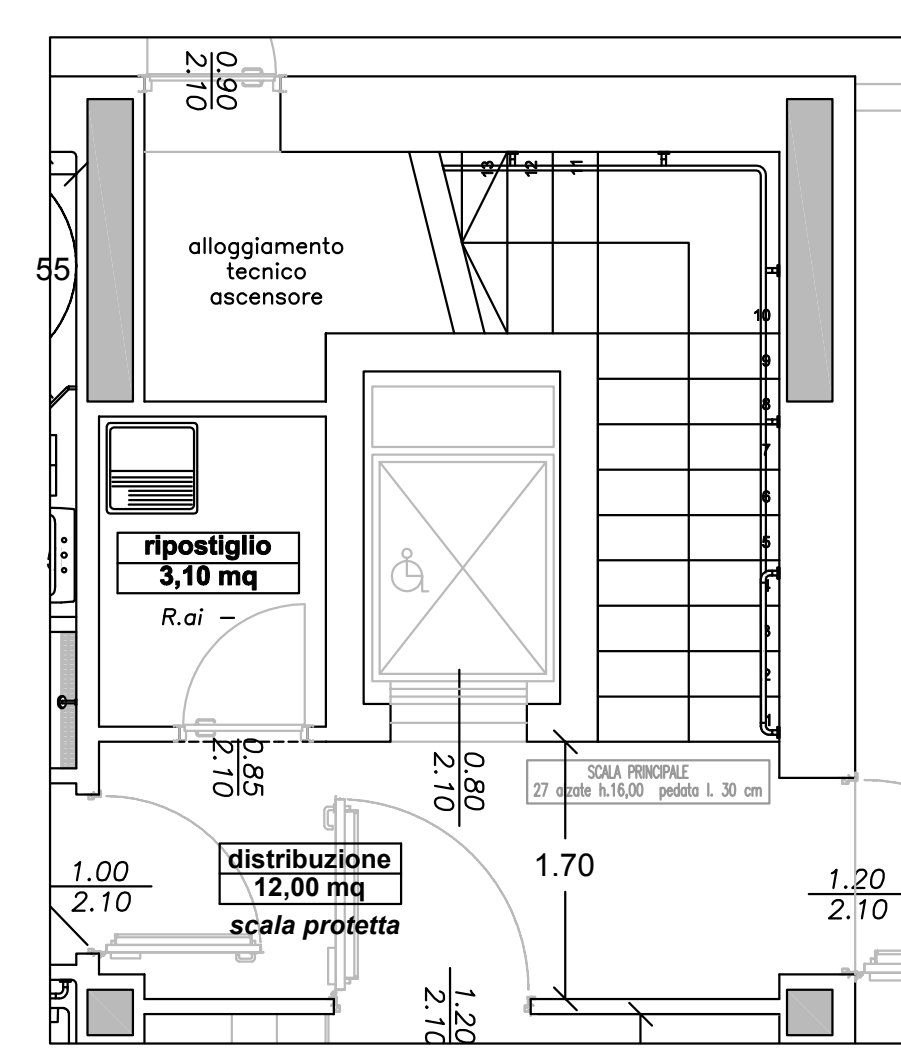 0.90
2.10
13
12
11
alloggiamento
tecnico
ascensore
55
10
9
8
7
6
5
4
3
2
1
ripostiglio
3,10 mq
R.ai –
0.85
2.10
0.80
2.10
SCALA PRINCIPALE
27 alzate h.16,00 pedata l. 30 cm
distribuzione
12,00 mq
scala protetta
1.70
1.00
2.10
1.20
2.10
1.20
2.10